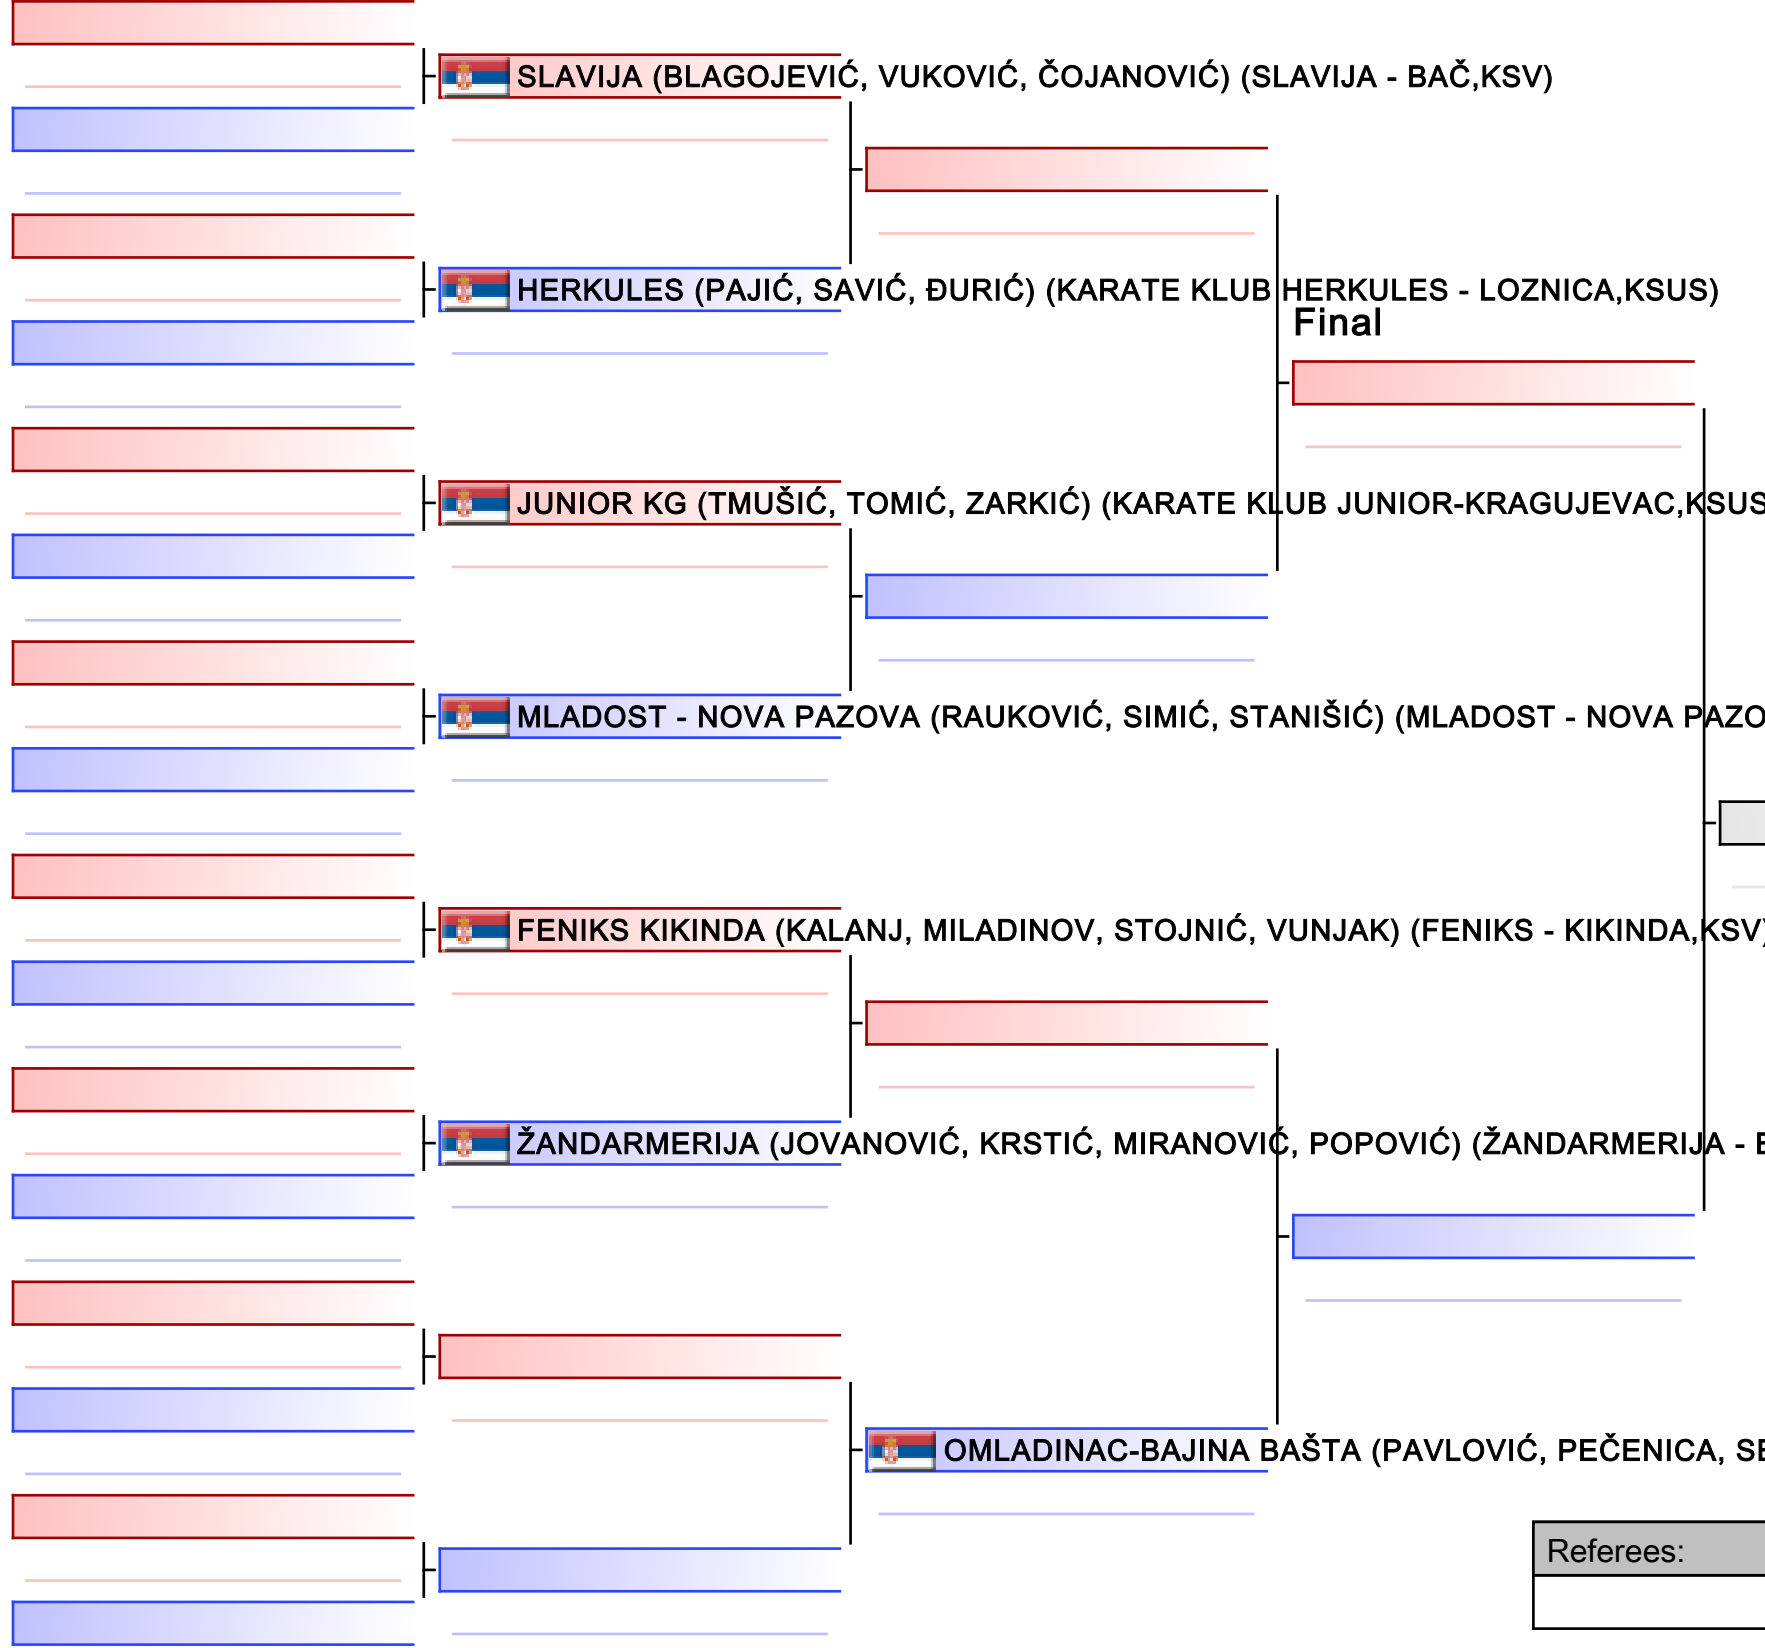 SLAVIJA (BLAGOJEVIĆ, VUKOVIĆ, ČOJANOVIĆ) (SLAVIJA - BAČ,KSV)
HERKULES (PAJIĆ, SAVIĆ, ĐURIĆ) (KARATE KLUB HERKULES - LOZNICA,KSUS)
Final
JUNIOR KG (TMUŠIĆ, TOMIĆ, ZARKIĆ) (KARATE KLUB JUNIOR-KRAGUJEVAC,KSUS
MLADOST - NOVA PAZOVA (RAUKOVIĆ, SIMIĆ, STANIŠIĆ) (MLADOST - NOVA PAZO
FENIKS KIKINDA (KALANJ, MILADINOV, STOJNIĆ, VUNJAK) (FENIKS - KIKINDA,KSV)
ŽANDARMERIJA (JOVANOVIĆ, KRSTIĆ, MIRANOVIĆ, POPOVIĆ) (ŽANDARMERIJA -
OMLADINAC-BAJINA BAŠTA (PAVLOVIĆ, PEČENICA,
Referees: